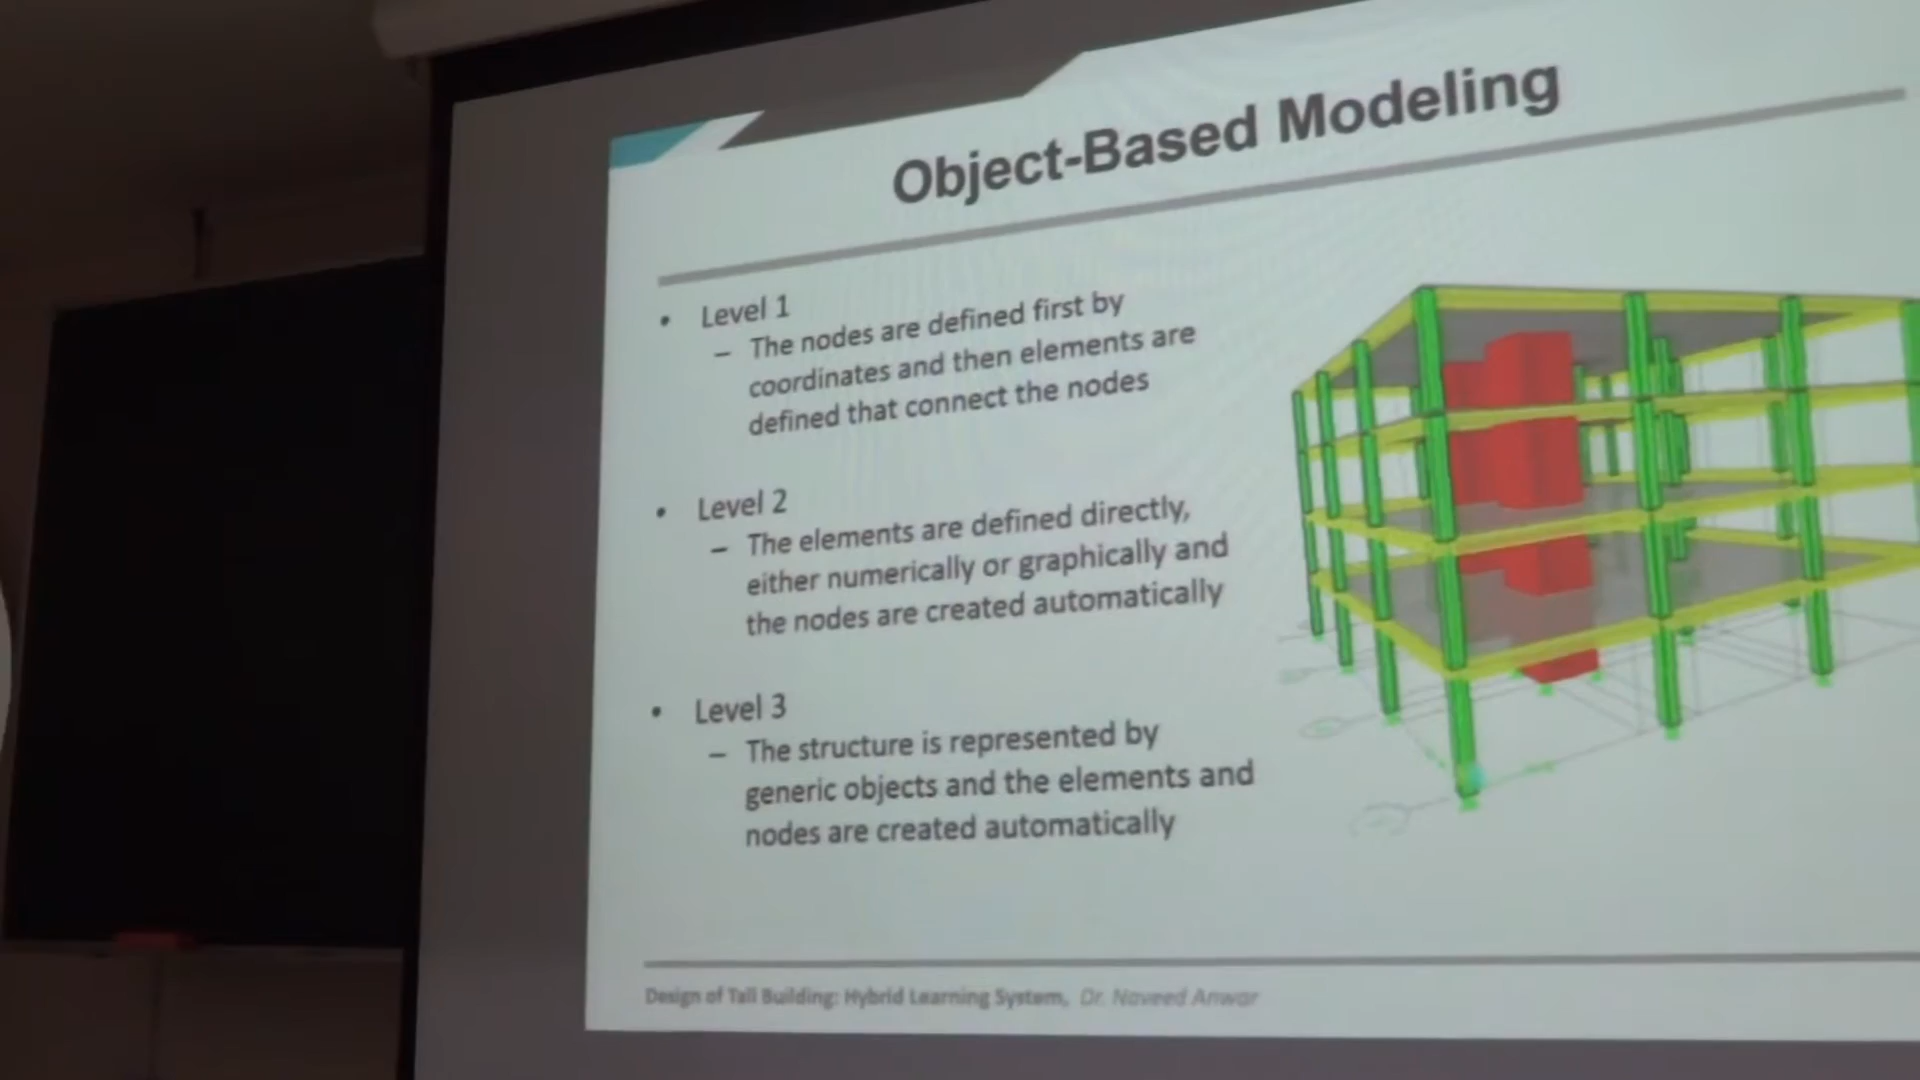 Object-Based Modeling
• Level 1
– The nodes are defined first by
coordinates and then elements are
defined that connect the nodes
• Level 2
– The elements are defined directly,
either numerically or graphically and
the nodes are created automatically
• Level 3
– The structure is represented by
generic objects and the elements and
nodes are created automatically
Design of Tall Building: Hybrid Learning System, Dr. Naveed Anwar